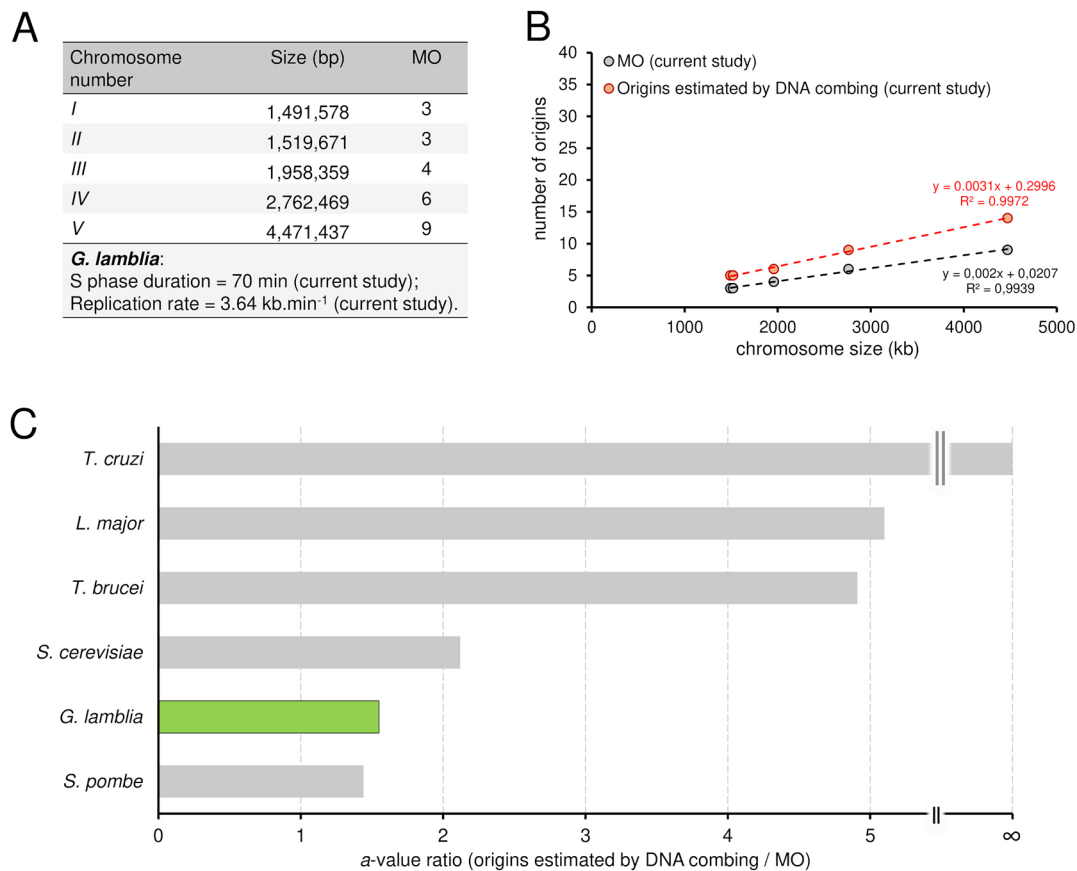 A
Chromosome number Size (bp) MO
I 1,491,578 3
II 1,519,671 3
III 1,958,359 4
IV 2,762,469 6
V 4,471,437 9
G. lamblia:
S phase duration = 70 min (current study);
Replication rate = 3.64 kb.min-1 (current study).
B
40
35
30
25
20
15
10
5
0
number of origins
MO (current study)
Origins estimated by DNA combing (current study)
y = 0.0031x + 0.2996
R² = 0.9972
y = 0,002x + 0,0207
R² = 0,9939
0 1000 2000 3000 4000 5000
chromosome size (kb)
C
T. cruzi
L. major
T. brucei
S. cerevisiae
G. lamblia
S. pombe
0 1 2 3 4 5 ∞
a-value ratio (origins estimated by DNA combing / MO)